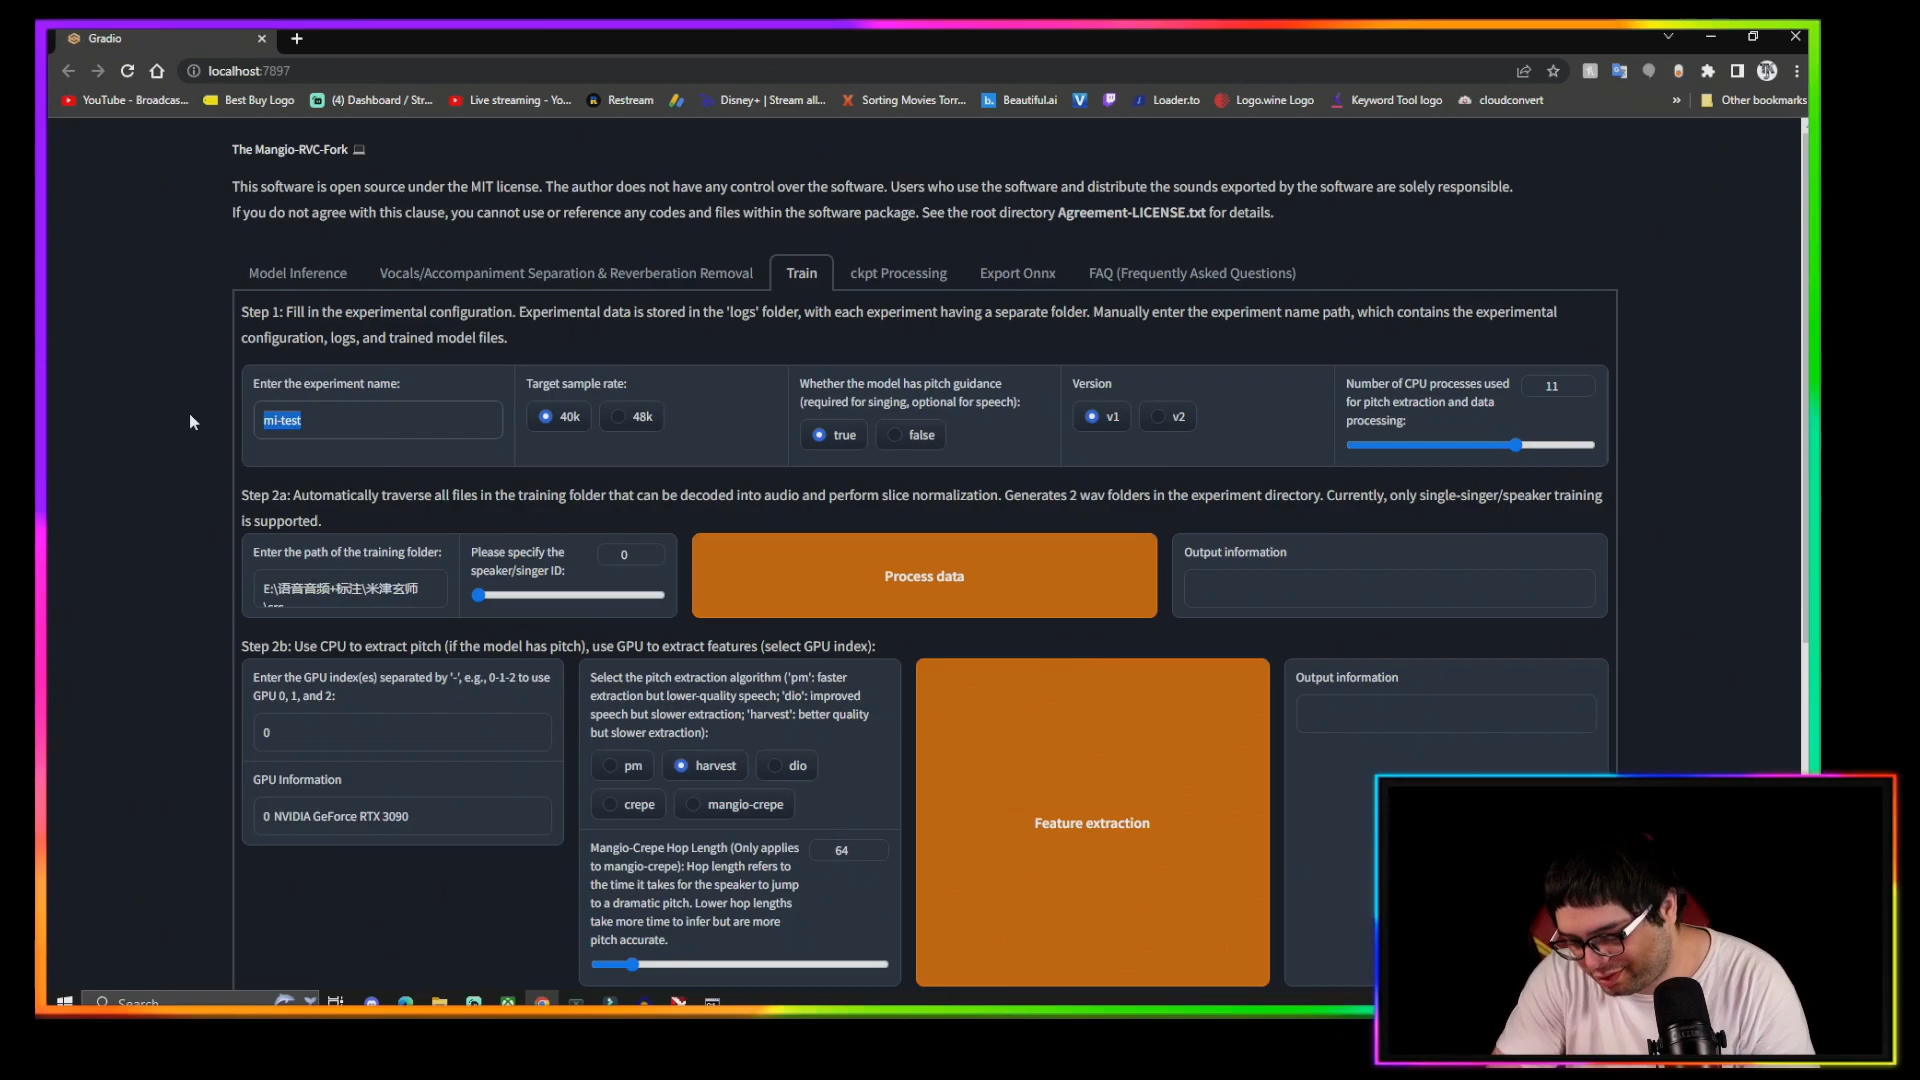 Gradio
localhost:7897
YouTube - Broadcas...
Best Buy Logo
(4) Dashboard / Str...
Live streaming - Yo...
Restream
Disney+ | Stream all...
Sorting Movies Torr...
Beautiful.ai
Loader.to
Logo.wine Logo
Keyword Tool logo
cloudconvert
»
Other bookmarks
The Mangio-RVC-Fork 💻
This software is open source under the MIT license. The author does not have any control over the software. Users who use the software and distribute the sounds exported by the software are solely responsible.
If you do not agree with this clause, you cannot use or reference any codes and files within the software package. See the root directory Agreement-LICENSE.txt for details.
Model Inference
Vocals/Accompaniment Separation & Reverberation Removal
Train
ckpt Processing
Export Onnx
FAQ (Frequently Asked Questions)
Step 1: Fill in the experimental configuration. Experimental data is stored in the 'logs' folder, with each experiment having a separate folder. Manually enter the experiment name path, which contains the experimental
configuration, logs, and trained model files.
Enter the experiment name:
mi-test
Target sample rate:
40k
48k
Whether the model has pitch guidance
(required for singing, optional for speech):
true
false
Version
v1
v2
Number of CPU processes used
for pitch extraction and data
processing:
11
Step 2a: Automatically traverse all files in the training folder that can be decoded into audio and perform slice normalization. Generates 2 wav folders in the experiment directory. Currently, only single-singer/speaker training
is supported.
Enter the path of the training folder:
E:\语音音频+标注\米津玄师
\src
Please specify the
speaker/singer ID:
0
Process data
Output information
Step 2b: Use CPU to extract pitch (if the model has pitch), use GPU to extract features (select GPU index):
Enter the GPU index(es) separated by '-', e.g., 0-1-2 to use
GPU 0, 1, and 2:
0
GPU Information
0 NVIDIA GeForce RTX 3090
Select the pitch extraction algorithm ('pm': faster
extraction but lower-quality speech; 'dio': improved
speech but slower extraction; 'harvest': better quality
but slower extraction):
pm
harvest
dio
crepe
mangio-crepe
Mangio-Crepe Hop Length (Only applies
to mangio-crepe): Hop length refers to
the time it takes for the speaker to jump
to a dramatic pitch. Lower hop lengths
take more time to infer but are more
pitch accurate.
64
Feature extraction
Output information
Search